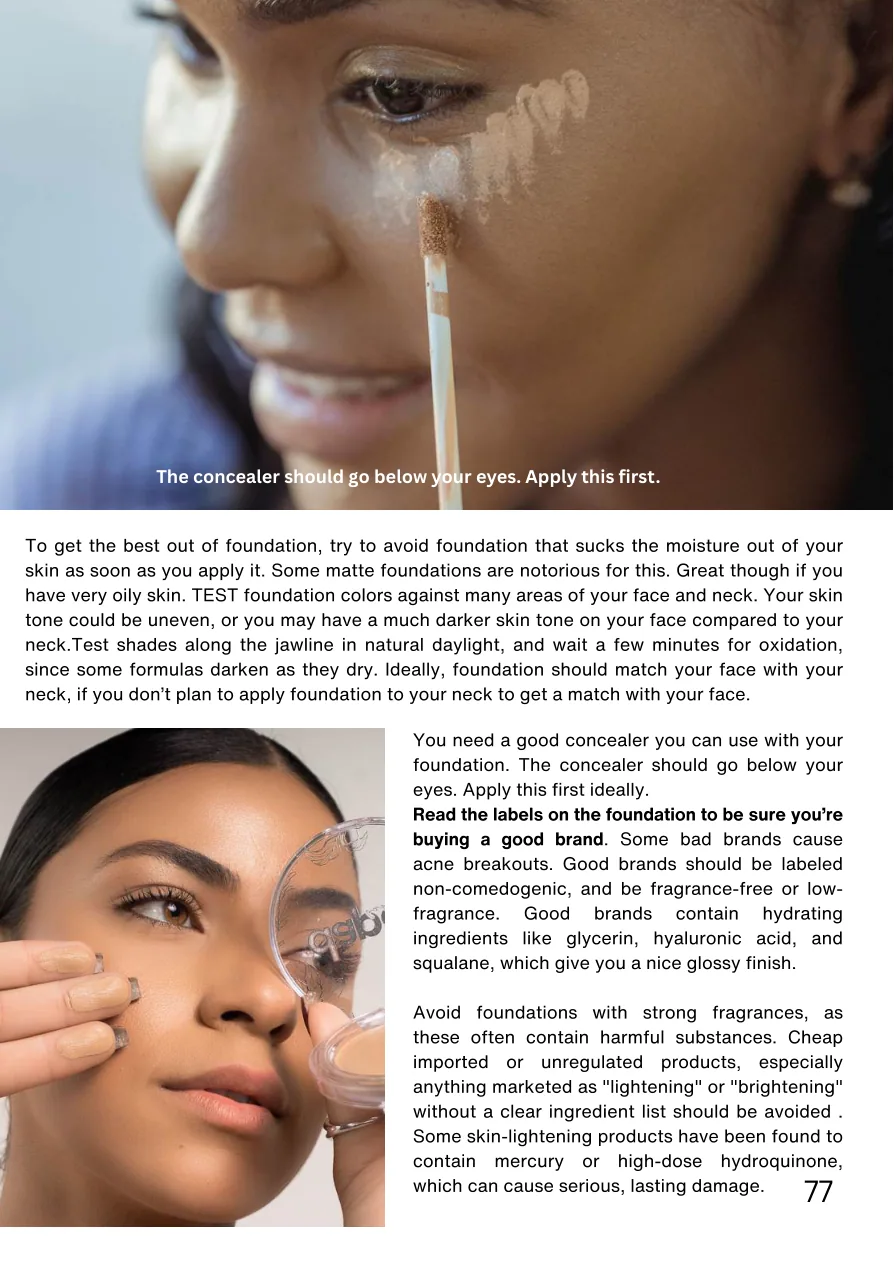 The concealer should go below your eyes. Apply this first.
To get the best out of foundation, try to avoid foundation that sucks the moisture out of your
skin as soon as you apply it. Some matte foundations are notorious for this. Great though if you
have very oily skin. TEST foundation colors against many areas of your face and neck. Your skin
tone could be uneven, or you may have a much darker skin tone on your face compared to your
neck.Test shades along the jawline in natural daylight, and wait a few minutes for oxidation,
since some formulas darken as they dry. Ideally, foundation should match your face with your
neck, if you don’t plan to apply foundation to your neck to get a match with your face.
You need a good concealer you can use with your
foundation. The concealer should go below your
eyes. Apply this first ideally.
Read the labels on the foundation to be sure you’re
buying a good brand. Some bad brands cause
acne breakouts. Good brands should be labeled
non-comedogenic, and be fragrance-free or low-
fragrance. Good brands contain hydrating
ingredients like glycerin, hyaluronic acid, and
squalane, which give you a nice glossy finish.
Avoid foundations with strong fragrances, as
these often contain harmful substances. Cheap
imported or unregulated products, especially
anything marketed as "lightening" or "brightening"
without a clear ingredient list should be avoided .
Some skin-lightening products have been found to
contain mercury or high-dose hydroquinone,
which can cause serious, lasting damage.
77